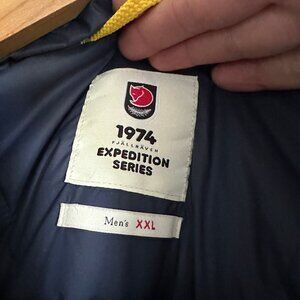 1974
FJÄLLRÄVEN
EXPEDITION
SERIES
Men's XXL